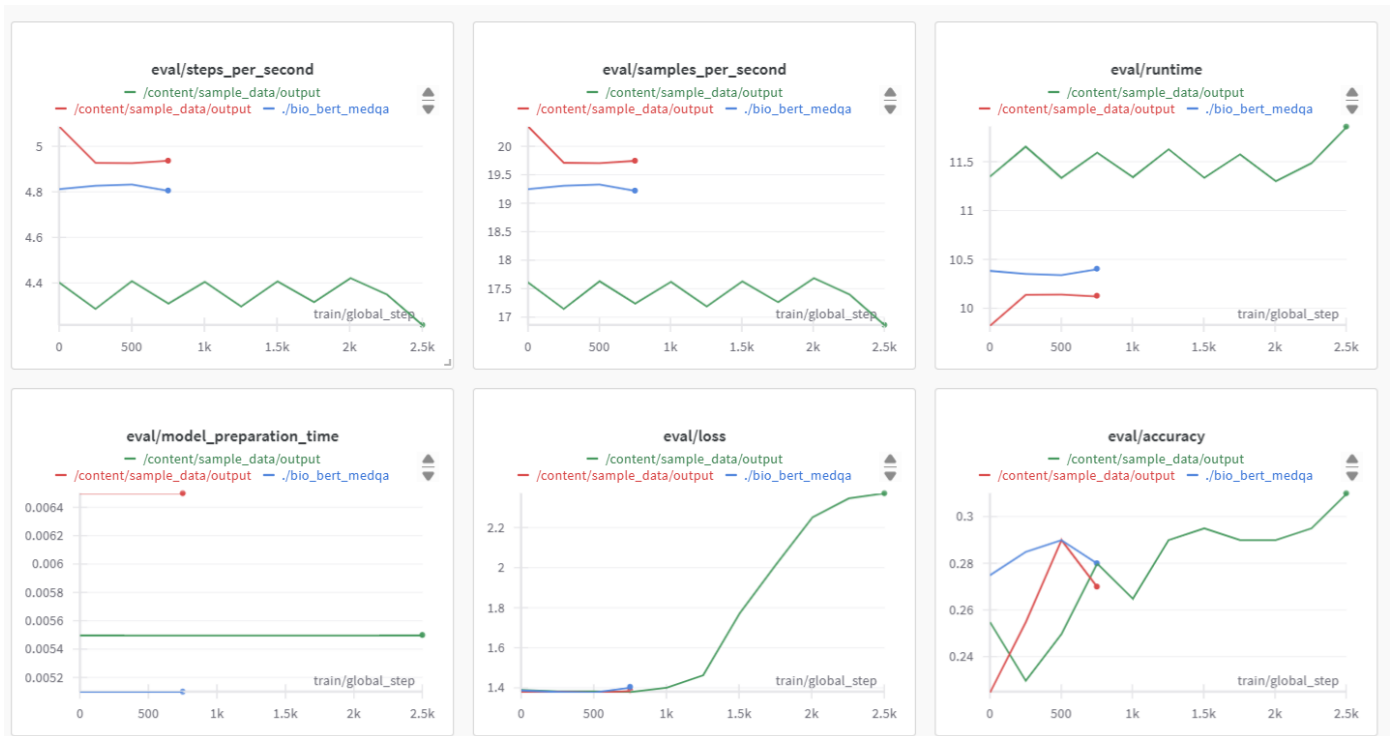 eval/steps_per_second
/content/sample_data/output
/content/sample_data/output ./bio_bert_medqa
5
4.8
4.6
4.4
train/global_step
0 500 1k 1.5k 2k 2.5k
eval/samples_per_second
/content/sample_data/output
/content/sample_data/output ./bio_bert_medqa
20
19.5
19
18.5
18
17.5
17
train/global_step
0 500 1k 1.5k 2k 2.5k
eval/runtime
/content/sample_data/output
/content/sample_data/output ./bio_bert_medqa
11.5
11
10.5
10
train/global_step
0 500 1k 1.5k 2k 2.5k
eval/model_preparation_time
/content/sample_data/output
/content/sample_data/output ./bio_bert_medqa
0.0064
0.0062
0.006
0.0058
0.0056
0.0054
0.0052
train/global_step
0 500 1k 1.5k 2k 2.5k
eval/loss
/content/sample_data/output
/content/sample_data/output ./bio_bert_medqa
2.2
2
1.8
1.6
1.4
train/global_step
0 500 1k 1.5k 2k 2.5k
eval/accuracy
/content/sample_data/output
/content/sample_data/output ./bio_bert_medqa
0.3
0.28
0.26
0.24
train/global_step
0 500 1k 1.5k 2k 2.5k